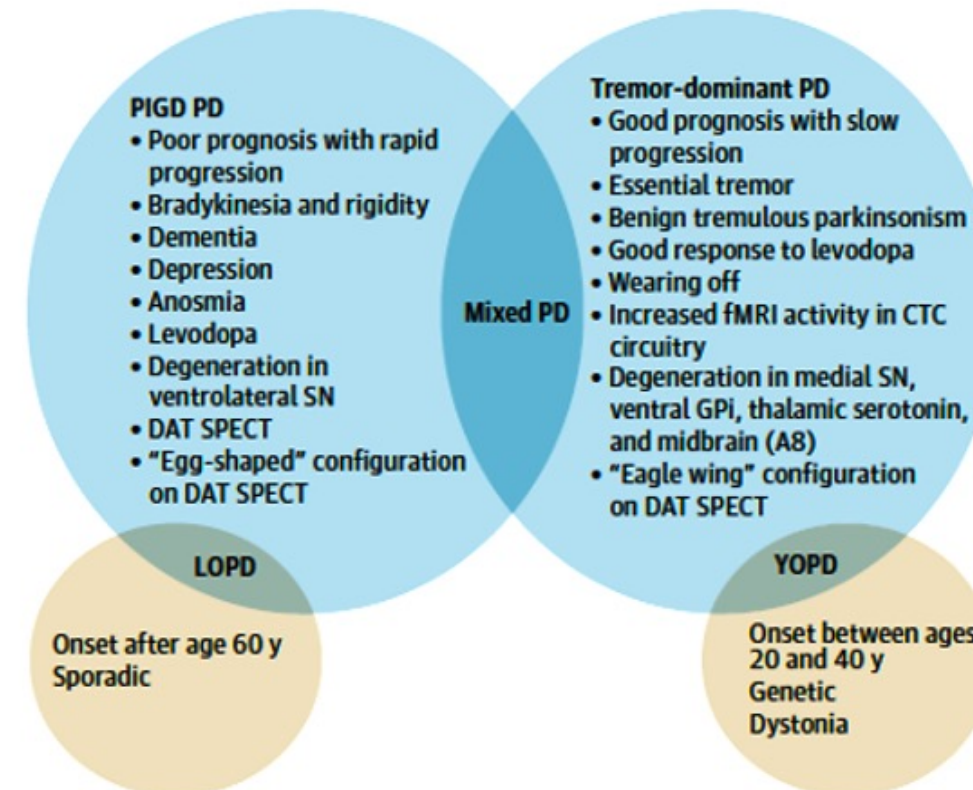 PIGD PD
• Poor prognosis with rapid
progression
• Bradykinesia and rigidity
• Dementia
• Depression
• Anosmia
• Levodopa
• Degeneration in
ventrolateral SN
• DAT SPECT
• “Egg-shaped” configuration
on DAT SPECT
Mixed PD
Tremor-dominant PD
• Good prognosis with slow
progression
• Essential tremor
• Benign tremulous parkinsonism
• Good response to levodopa
• Wearing off
• Increased fMRI activity in CTC
circuitry
• Degeneration in medial SN,
ventral GPi, thalamic serotonin,
and midbrain (A8)
• “Eagle wing” configuration
on DAT SPECT
LOPD
Onset after age 60 y
Sporadic
YOPD
Onset between ages
20 and 40 y
Genetic
Dystonia